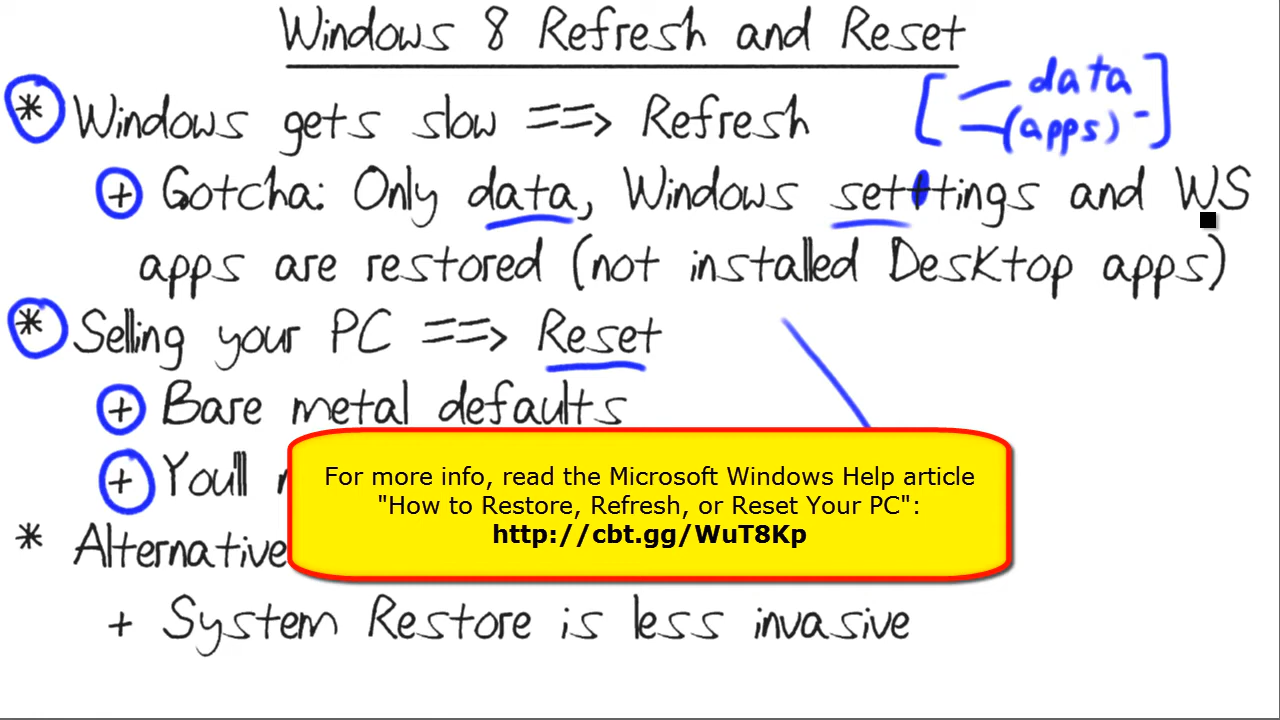 Windows 8 Refresh and Reset
[ — data
* Windows gets slow ==> Refresh
—(apps) - ]
+ Gotcha: Only data, Windows setttings and WS
apps are restored (not installed Desktop apps)
* Selling your PC ==> Reset
+ Bare metal defaults
+ Youll
For more info, read the Microsoft Windows Help article
"How to Restore, Refresh, or Reset Your PC":
http://cbt.gg/WuT8Kp
* Alternative
+ System Restore is less invasive